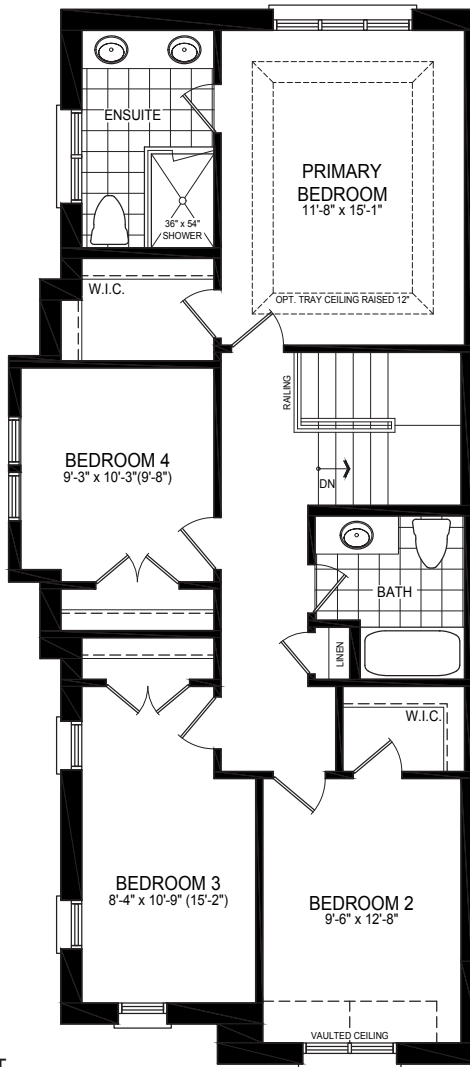 ENSUITE
PRIMARY
BEDROOM
11'-8" x 15'-1"
36" x 54"
SHOWER
W.I.C.
OPT. TRAY CEILING RAISED 12"
RAILING
BEDROOM 4
9'-3" x 10'-3"(9'-8")
DN
BATH
LINEN
W.I.C.
BEDROOM 3
8'-4" x 10'-9" (15'-2")
BEDROOM 2
9'-6" x 12'-8"
VAULTED CEILING